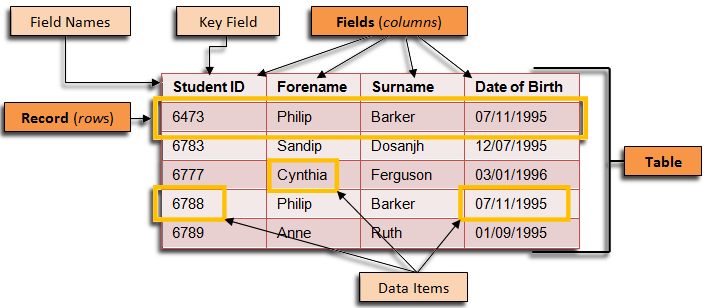 Field Names
Key Field
Fields (columns)
Student ID Forename Surname Date of Birth
Record (rows)
6473 Philip Barker 07/11/1995
6783 Sandip Dosanjh 12/07/1995
Table
6777 Cynthia Ferguson 03/01/1996
6788 Philip Barker 07/11/1995
6789 Anne Ruth 01/09/1995
Data Items